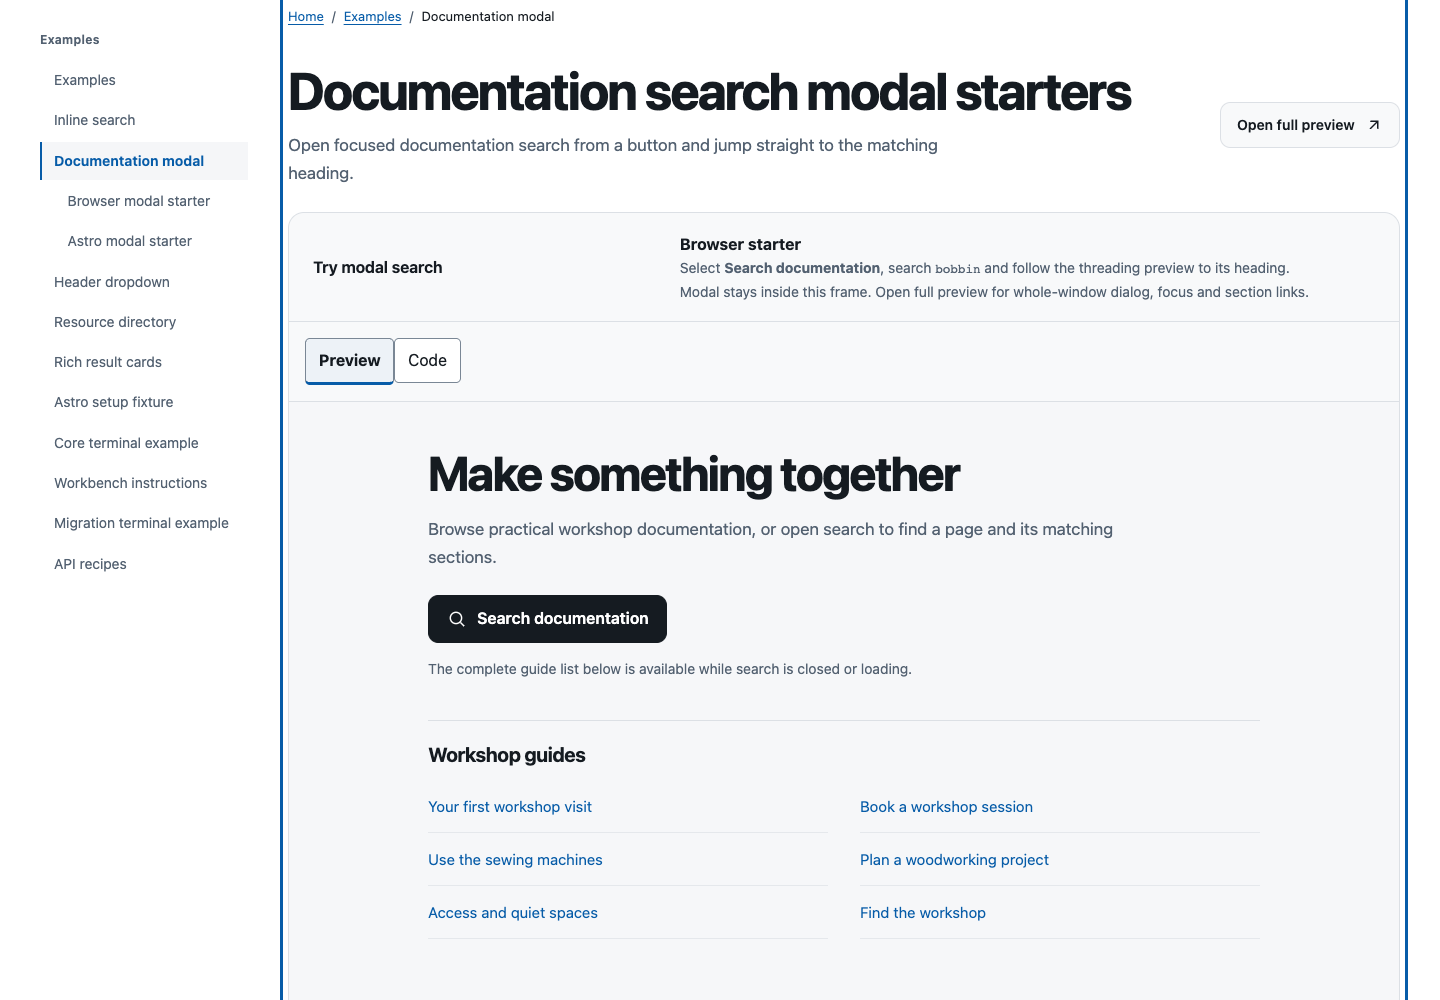 Examples
Examples
Inline search
Documentation modal
Browser modal starter
Astro modal starter
Header dropdown
Resource directory
Rich result cards
Astro setup fixture
Core terminal example
Workbench instructions
Migration terminal example
API recipes
Home / Examples / Documentation modal
Documentation search modal starters
Open focused documentation search from a button and jump straight to the matching
heading.
Open full preview
Try modal search
Browser starter
Select Search documentation, search bobbin and follow the threading preview to its heading.
Modal stays inside this frame. Open full preview for whole-window dialog, focus and section links.
Preview
Code
Make something together
Browse practical workshop documentation, or open search to find a page and its matching
sections.
Search documentation
The complete guide list below is available while search is closed or loading.
Workshop guides
Your first workshop visit
Book a workshop session
Use the sewing machines
Plan a woodworking project
Access and quiet spaces
Find the workshop